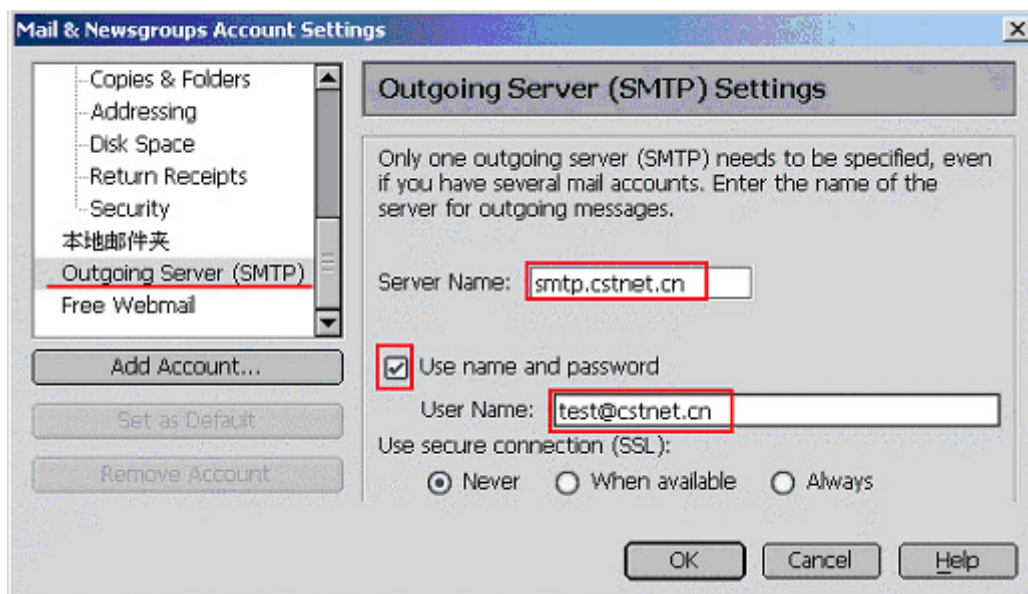 Mail & Newsgroups Account Settings
Copies & Folders
Addressing
Disk Space
Return Receipts
Security
本地邮件夹
Outgoing Server (SMTP)
Free Webmail
Add Account...
Set as Default
Remove Account
Outgoing Server (SMTP) Settings
Only one outgoing server (SMTP) needs to be specified, even
if you have several mail accounts. Enter the name of the
server for outgoing messages.
Server Name: smtp.cstnet.cn
Use name and password
User Name: test@cstnet.cn
Use secure connection (SSL):
Never When available Always
OK Cancel Help